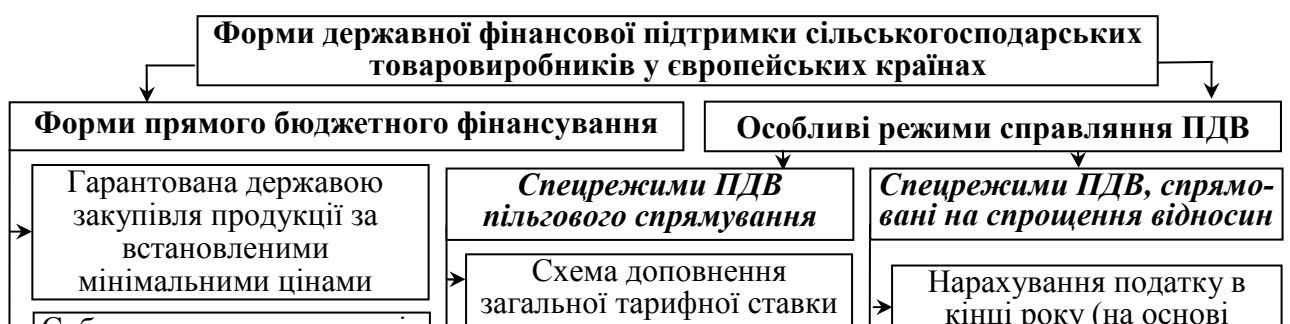 Форми державної фінансової підтримки сільськогосподарських
товаровиробників у європейських країнах
Форми прямого бюджетного фінансування
Особливі режими справляння ПДВ
Гарантована державою
закупівля продукції за
встановленими
мінімальними цінами
Спецрежими ПДВ
пільгового спрямування
Схема доповнення
загальної тарифної ставки
Спецрежими ПДВ, спрямо-
вані на спрощення відносин
Нарахування податку в
кінці року (на основі